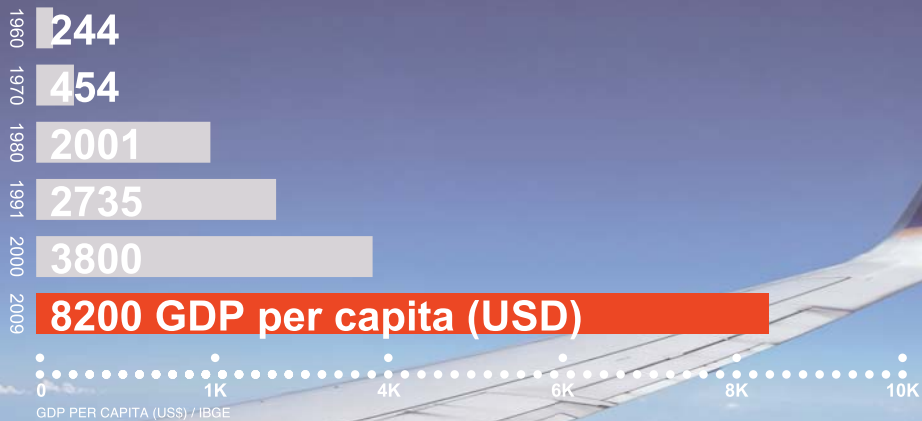 1960 244
1970 454
1980 2001
1991 2735
2000 3800
2009 8200 GDP per capita (USD)
0 1K 4K 6K 8K 10K
GDP PER CAPITA (US$) / IBGE